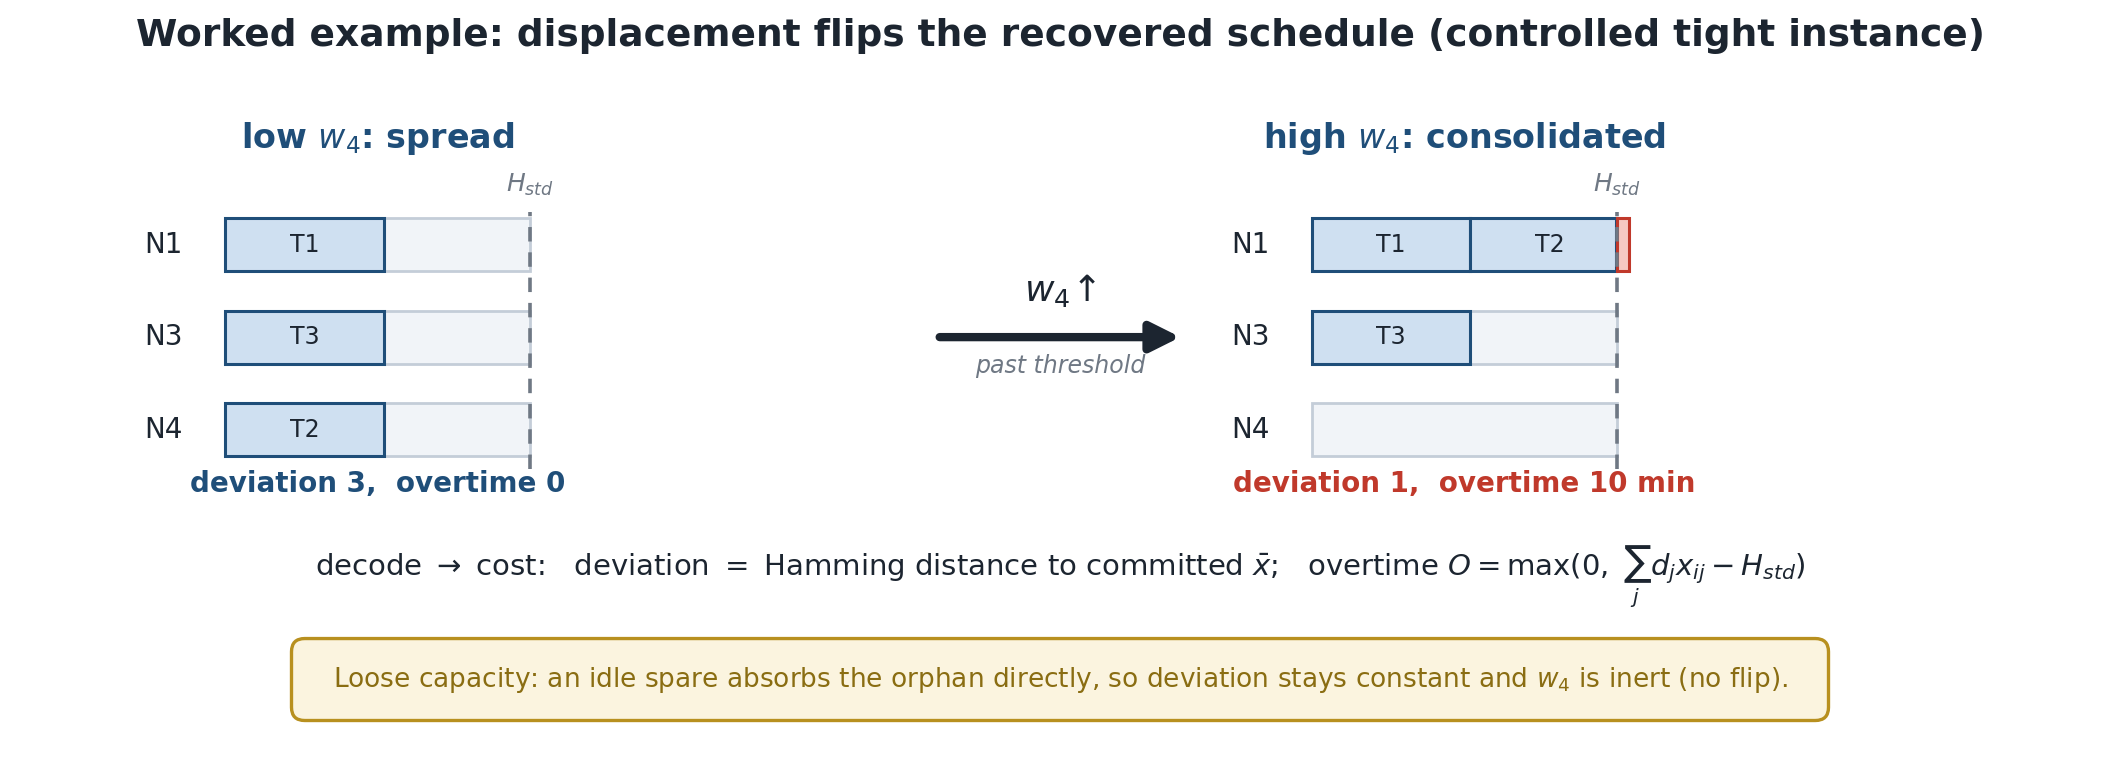 Worked example: displacement flips the recovered schedule (controlled tight instance)
low w₄: spread
H_std
N1 T1
N3 T3
N4 T2
deviation 3, overtime 0
w₄↑
past threshold
high w₄: consolidated
H_std
N1 T1 T2
N3 T3
N4
deviation 1, overtime 10 min
decode → cost: deviation = Hamming distance to committed x̄; overtime O = max(0, ∑_j d_j x_ij − H_std)
Loose capacity: an idle spare absorbs the orphan directly, so deviation stays constant and w₄ is inert (no flip).